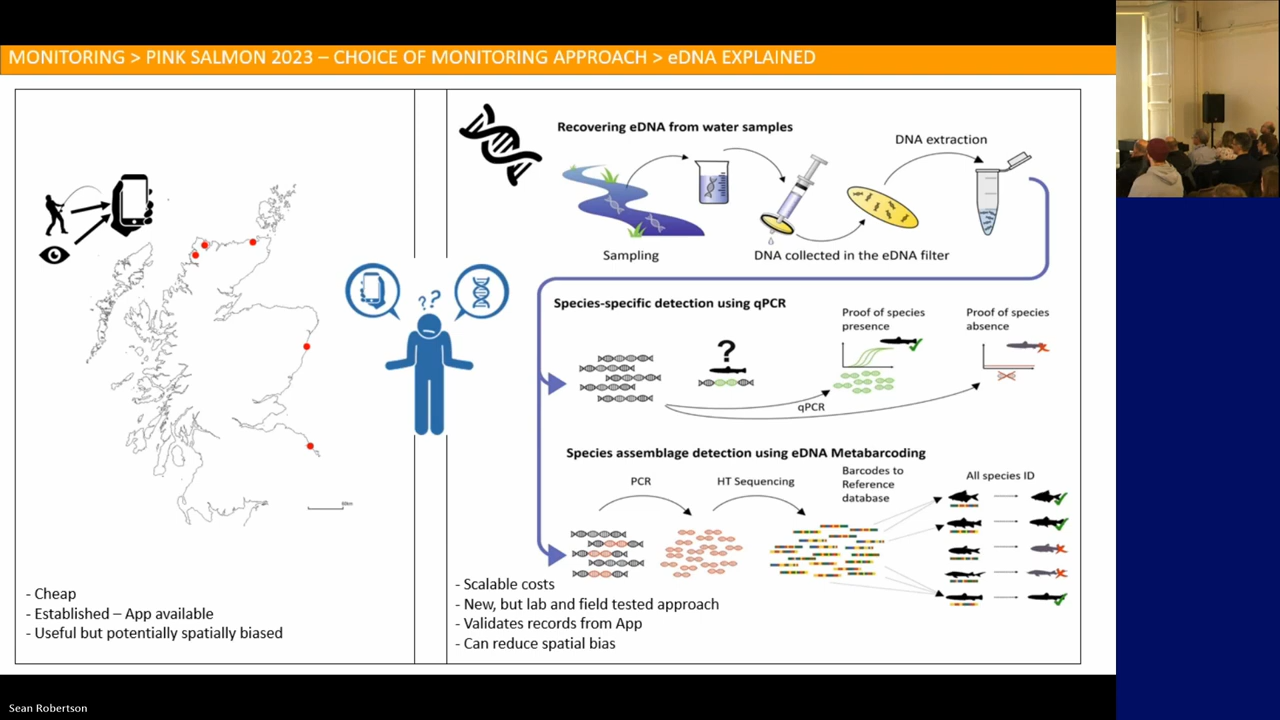 MONITORING > PINK SALMON 2023 – CHOICE OF MONITORING APPROACH > eDNA EXPLAINED
- Cheap
- Established – App available
- Useful but potentially spatially biased
??
Recovering eDNA from water samples
DNA extraction
Sampling
DNA collected in the eDNA filter
Species-specific detection using qPCR
Proof of species
presence
Proof of species
absence
?
qPCR
Species assemblage detection using eDNA Metabarcoding
PCR
HT Sequencing
Barcodes to
Reference
database
All species ID
- Scalable costs
- New, but lab and field tested approach
- Validates records from App
- Can reduce spatial bias
Sean Robertson